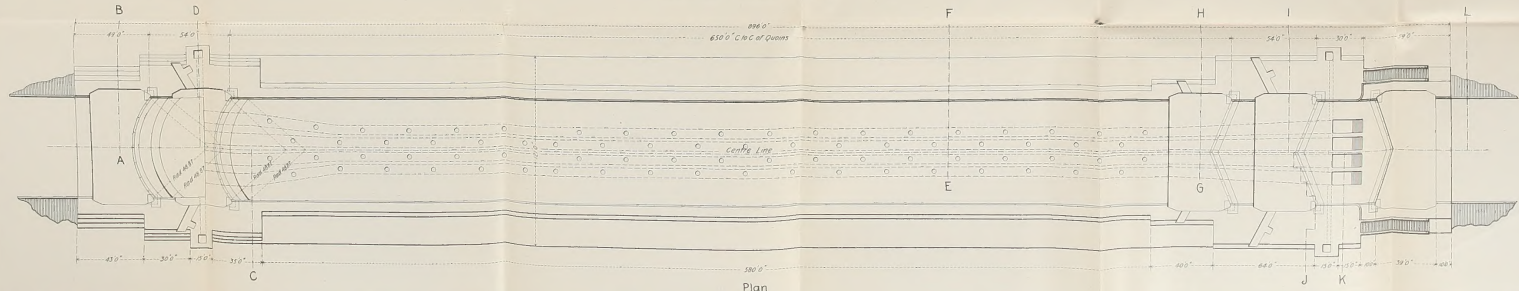 B D F H I L
896'0"
49'0" 54'0" 650'0" C to C of Quoins 54'0" 30'0"
A Centre Line
E G
43'0" 30'0" 15'0" 35'0" 580'0" 64'0"
C J K
Plan